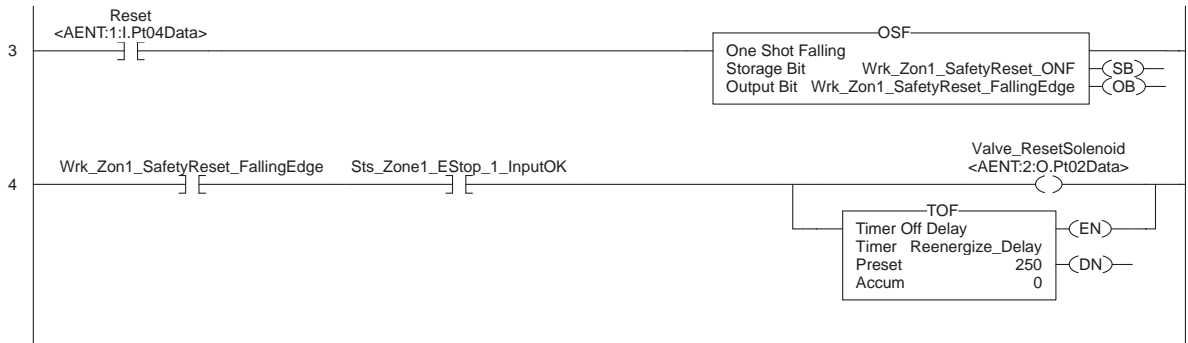 Reset
<AENT:1:I.Pt04Data>
3
OSF
One Shot Falling
Storage Bit Wrk_Zon1_SafetyReset_ONF
SB
Output Bit Wrk_Zon1_SafetyReset_FallingEdge
OB
4
Wrk_Zon1_SafetyReset_FallingEdge
Sts_Zone1_EStop_1_InputOK
Valve_ResetSolenoid
<AENT:2:O.Pt02Data>
TOF
Timer Off Delay
EN
Timer Reenergize_Delay
Preset 250
DN
Accum 0